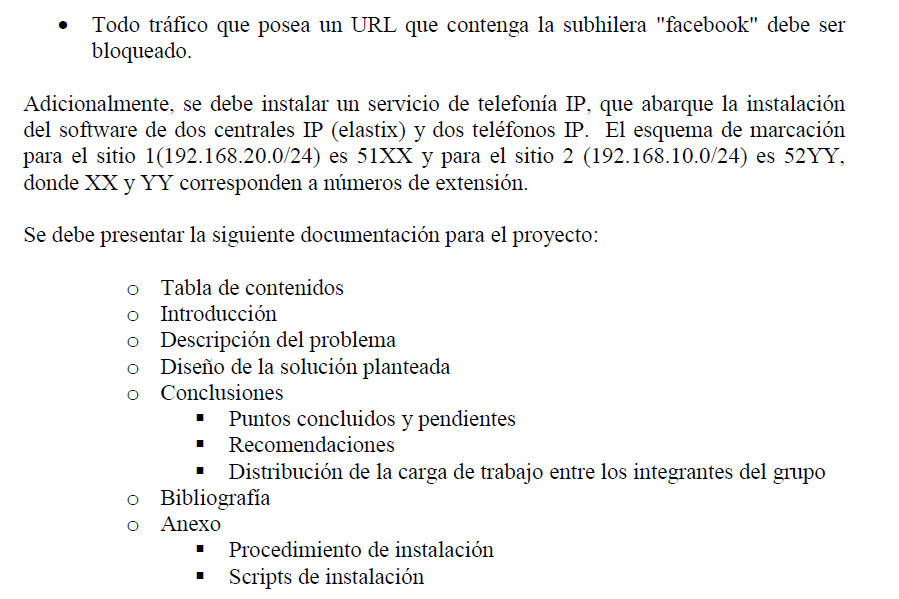 • Todo tráfico que posea un URL que contenga la subhilera "facebook" debe ser
bloqueado.
Adicionalmente, se debe instalar un servicio de telefonía IP, que abarque la instalación
del software de dos centrales IP (elastix) y dos teléfonos IP.  El esquema de marcación
para el sitio 1(192.168.20.0/24) es 51XX y para el sitio 2 (192.168.10.0/24) es 52YY,
donde XX y YY corresponden a números de extensión.
Se debe presentar la siguiente documentación para el proyecto:
o Tabla de contenidos
o Introducción
o Descripción del problema
o Diseño de la solución planteada
o Conclusiones
▪ Puntos concluidos y pendientes
▪ Recomendaciones
▪ Distribución de la carga de trabajo entre los integrantes del grupo
o Bibliografía
o Anexo
▪ Procedimiento de instalación
▪ Scripts de instalación